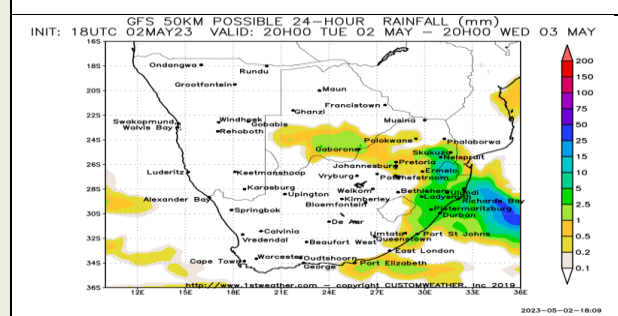 GFS 50KM POSSIBLE 24-HOUR RAINFALL (mm)
INIT: 18UTC 02MAY23 VALID: 20H00 TUE 02 MAY - 20H00 WED 03 MAY
16S
200
Ondangwa
Rundu
18S
150
Grootfontein
Maun
100
20S
Francistown
75
Ghanzi
22S
Windhoek
Gobabis
Musina
50
Swakopmund
Walvis Bay
Rehoboth
24S
Polokwane
Phalaborwa
25
Gaborone
Skukuza
Nelspruit
15
26S
Johannesburg
Pretoria
Luderitz
Keetmanshoop
Vryburg
Potchefstroom
Ermelo
10
28S
Karasburg
Upington
Welkom
Bethlehem
Ulundi
5
Alexander Bay
Kimberley
Ladysmith
Richards Bay
Bloemfontein
2.5
30S
Springbok
Pietermaritzburg
Durban
De Aar
1
32S
Calvinia
Vredendal
Beaufort West
Umtata
Queenstown
Port St Johns
0.5
East London
0.2
34S
Cape Town
Worcester
Oudtshoorn
George
Port Elizabeth
0.1
http://www.1stweather.com - copyright CUSTOMWEATHER, Inc 2019
36S
12E 15E 18E 21E 24E 27E 30E 33E 36E
2023-05-02-18:09